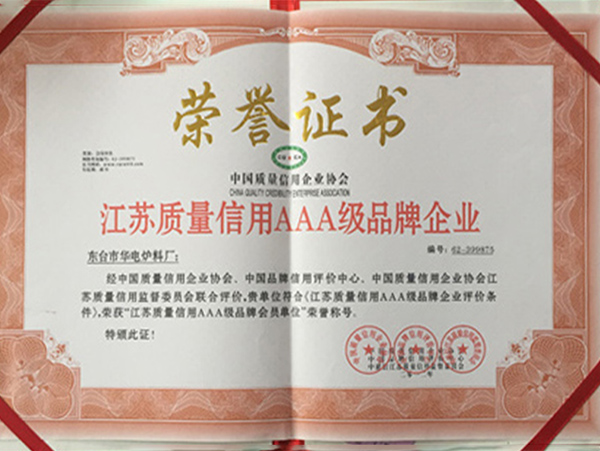 荣誉证书
中国质量信用企业协会
CHINA QUALITY CREDIBILITY ENTERPRISE ASSOCIATION
江苏质量信用AAA级品牌企业
东台市华电炉料厂:
编号:62-399875
经中国质量信用企业协会、中国品牌信用评价中心、中国质量信用企业协会江
苏质量信用监督委员会联合评价,贵单位符合《江苏质量信用AAA级品牌企业评价条
件》,荣获“江苏质量信用AAA级品牌会员单位”荣誉称号。
特颁此证!